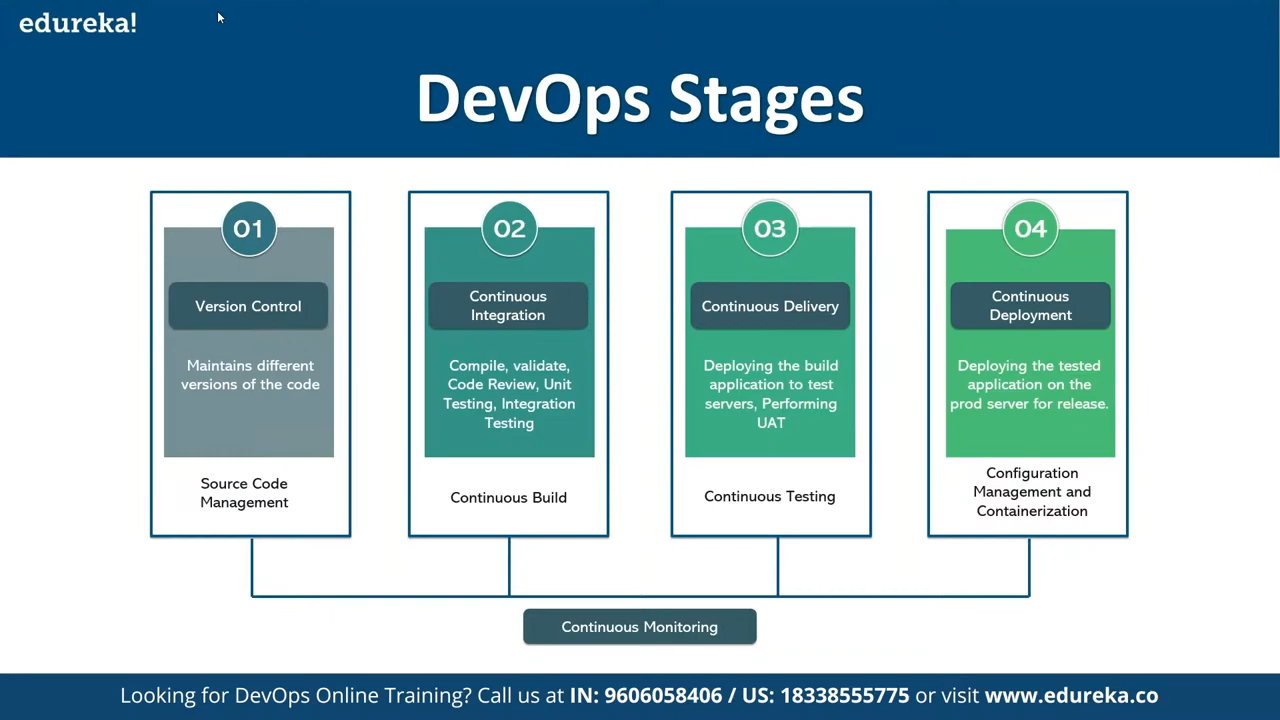 edureka!
DevOps Stages
01
Version Control
Maintains different
versions of the code
Source Code
Management
02
Continuous
Integration
Compile, validate,
Code Review, Unit
Testing, Integration
Testing
Continuous Build
03
Continuous Delivery
Deploying the build
application to test
servers, Performing
UAT
Continuous Testing
04
Continuous
Deployment
Deploying the tested
application on the
prod server for release.
Configuration
Management and
Containerization
Continuous Monitoring
Looking for DevOps Online Training? Call us at IN: 9606058406 / US: 18338555775 or visit www.edureka.co